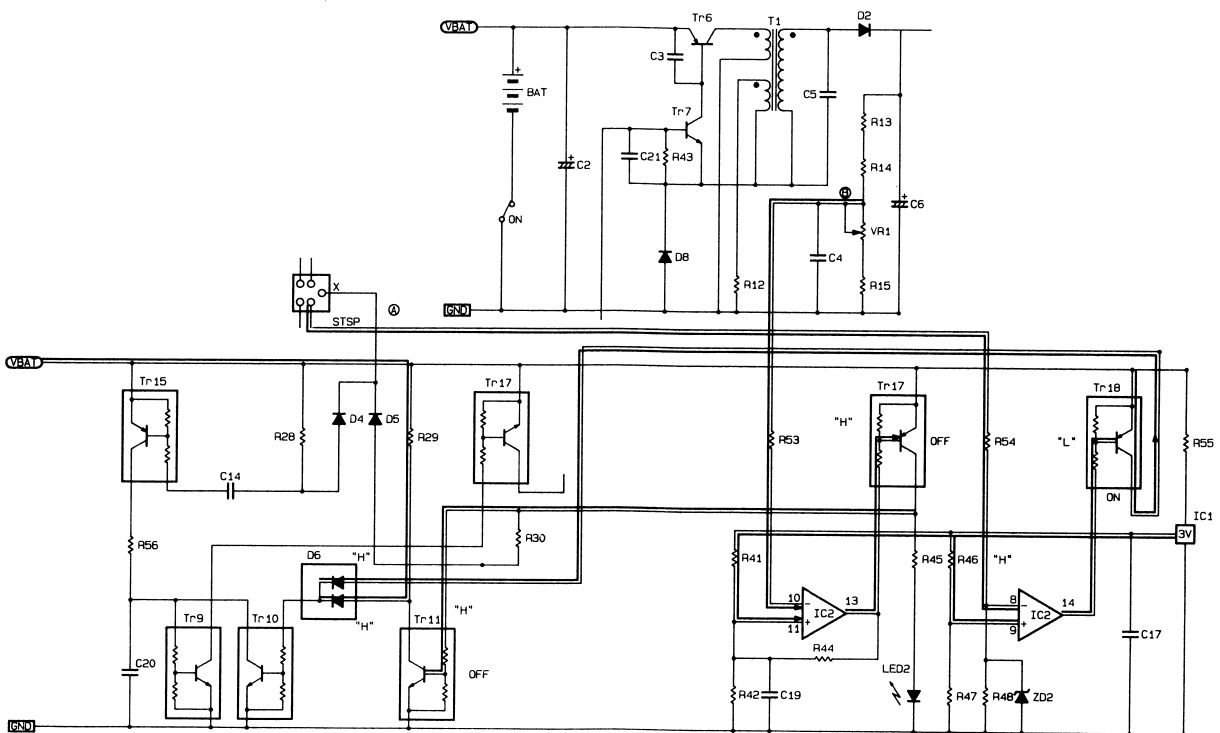 VBAT
Tr6
T1
D2
C3
+
BAT
C5
Tr7
R13
C21
R43
R14
+
C2
B
+
C6
ON
VR1
D8
C4
R12
R15
X
A
GND
STSP
VBAT
Tr15
Tr17
Tr17
Tr18
D4
D5
"H"
R28
R29
R53
OFF
R54
"L"
R55
C14
ON
IC1
3V
R56
R30
D6
"H"
R41
R45
R46
"H"
"H"
"H"
10
-
13
IC2
11
+
8
-
14
IC2
9
+
Tr9
Tr10
Tr11
C17
C20
OFF
R44
LED2
R42
C19
R47
R48
ZD2
GND